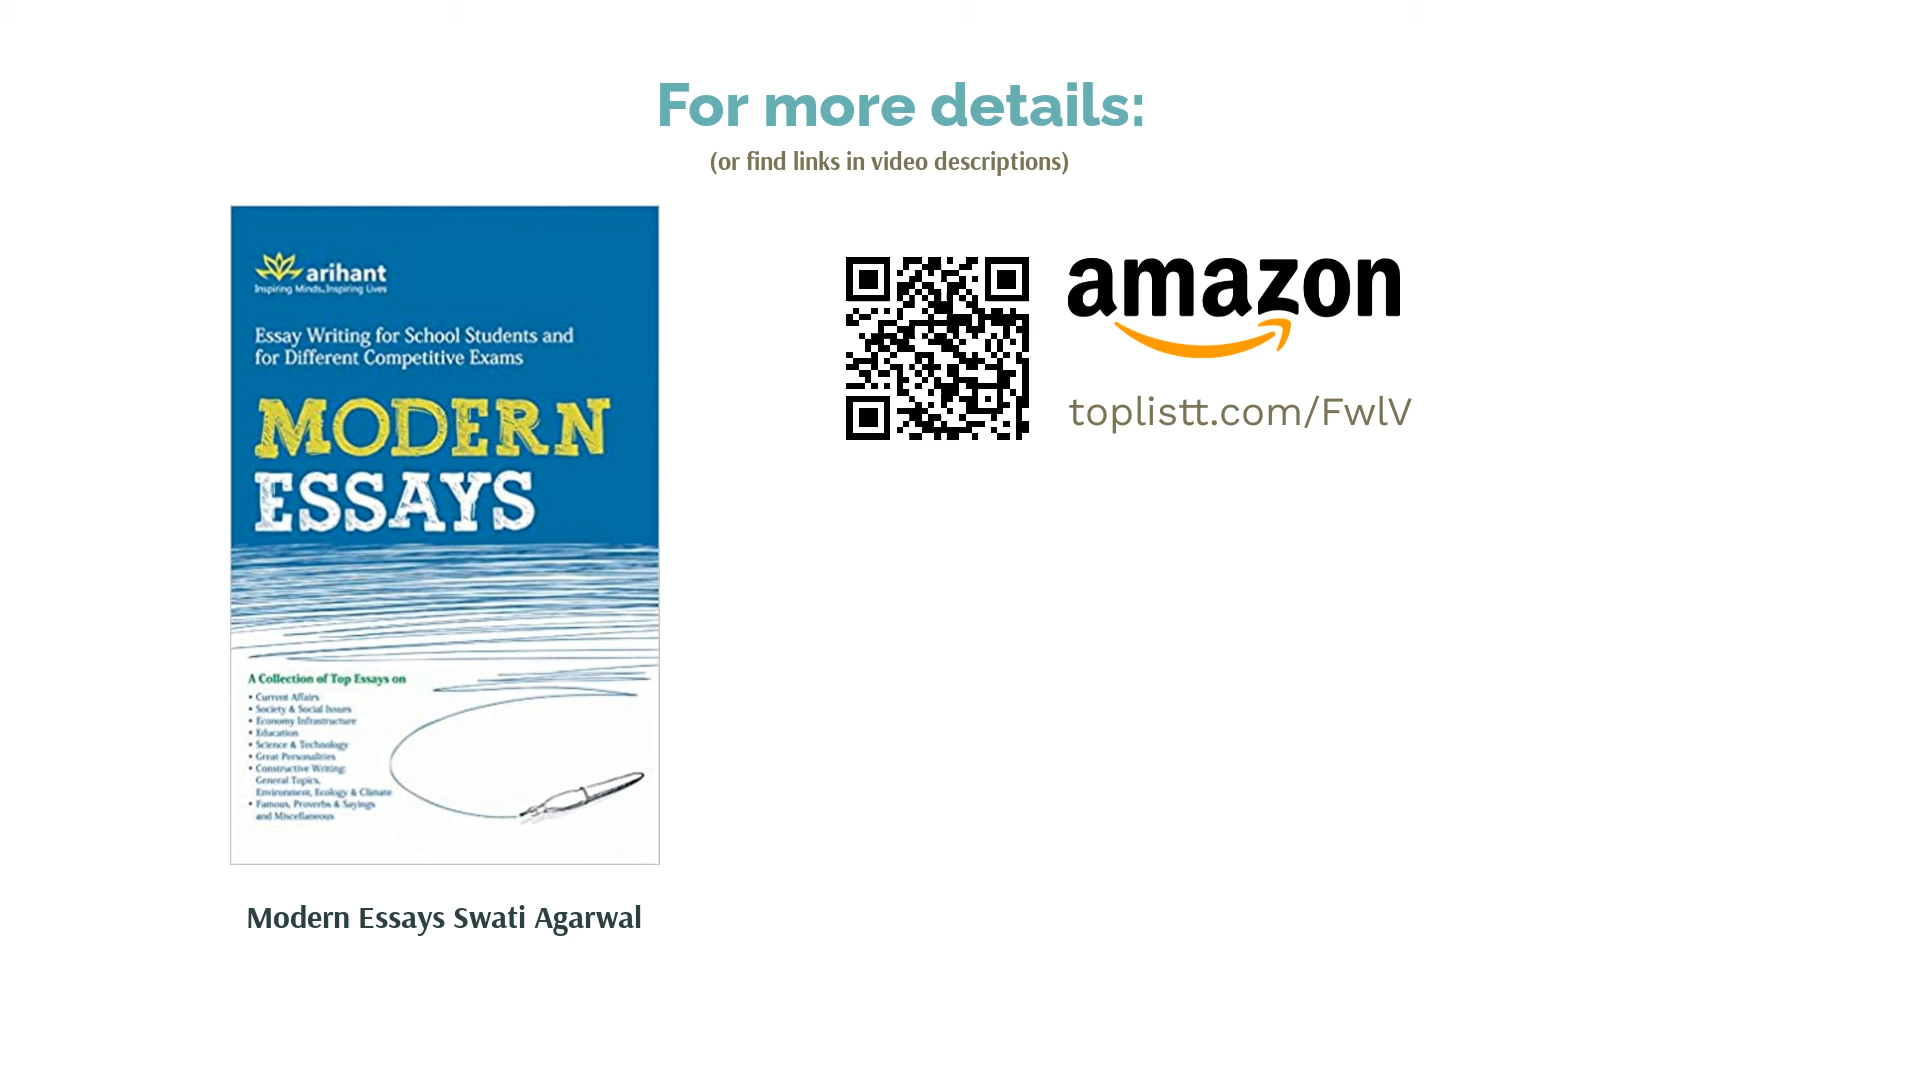 For more details:
(or find links in video descriptions)
arihant
Inspiring Minds. Inspiring Lives
Essay Writing for School Students and
for Different Competitive Exams
MODERN
ESSAYS
A Collection of Top Essays on
• Current Affairs
• Society & Social Issues
• Economy Infrastructure
• Education
• Science & Technology
• Great Personalities
• Constructive Writing:
General Topics,
Environment, Ecology & Climate
• Famous, Proverbs & Sayings
and Miscellaneous
Modern Essays Swati Agarwal
amazon
toplistt.com/FwlV